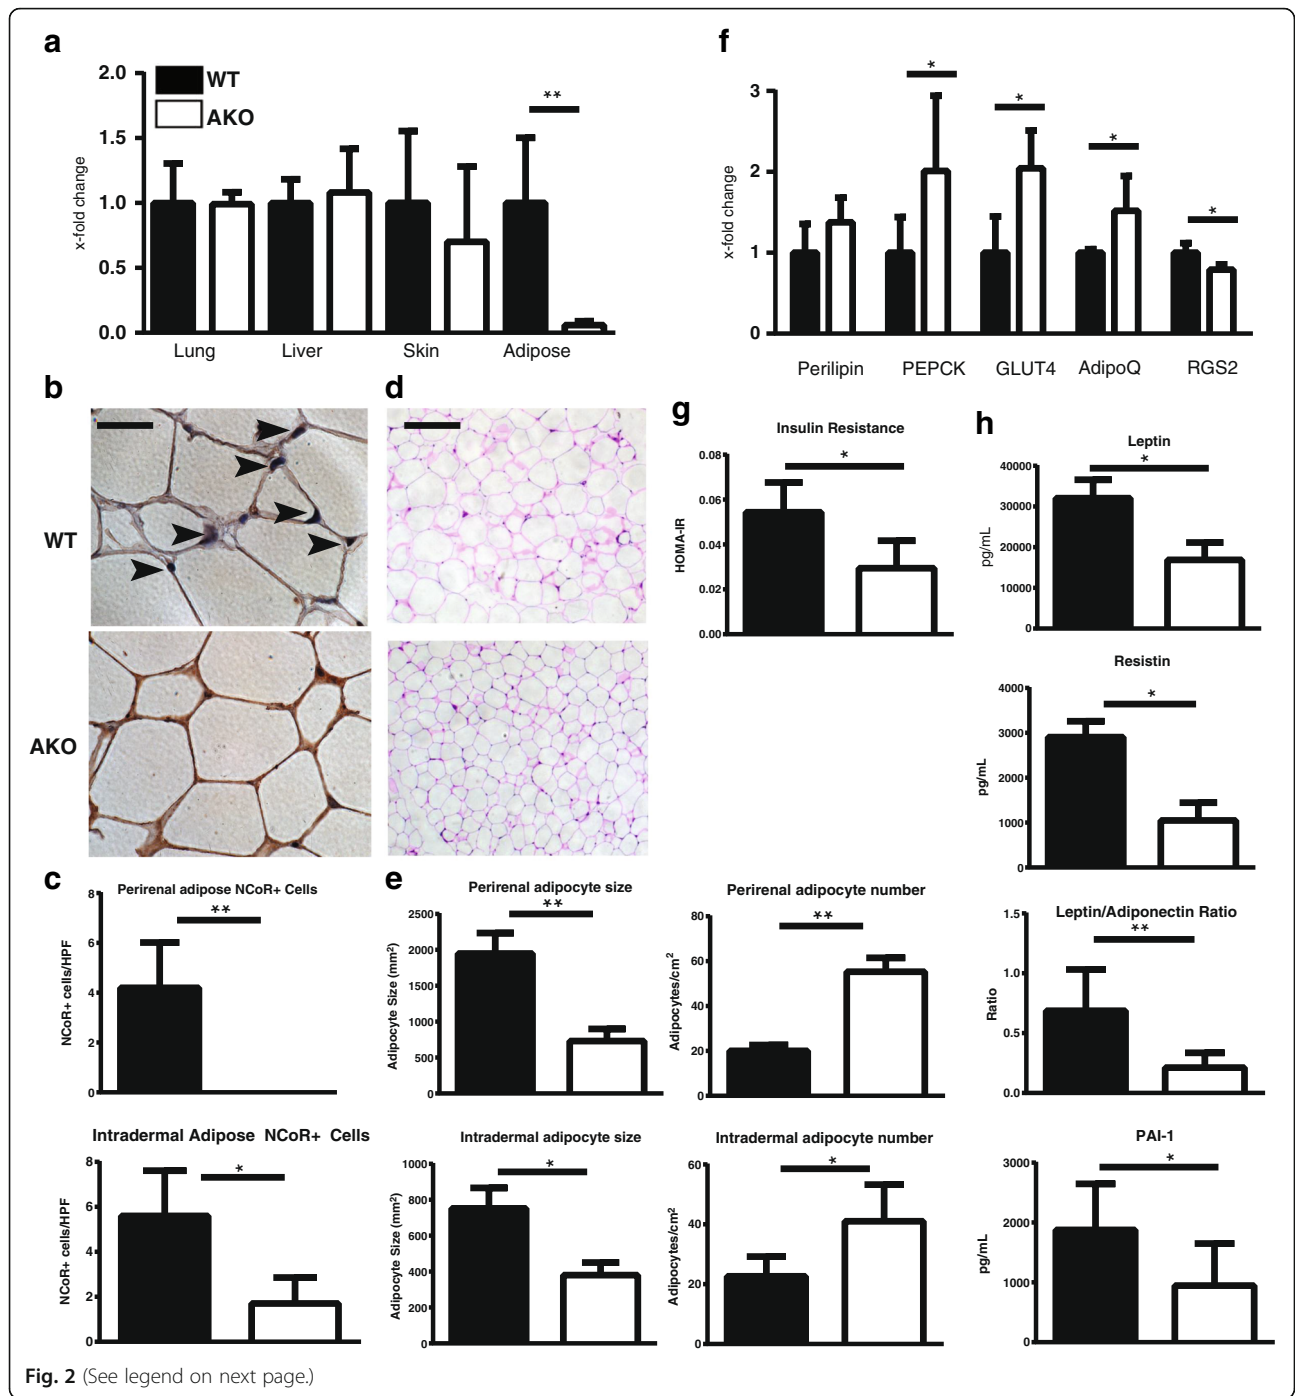 a
2.0
1.5
1.0
0.5
0.0
x-fold change
WT
AKO
**
Lung Liver Skin Adipose
f
3
2
1
0
x-fold change
*
*
*
*
Perilipin PEPCK GLUT4 AdipoQ RGS2
b
WT
AKO
d
g
Insulin Resistance
0.08
0.06
0.04
0.02
0.00
HOMA-IR
*
h
Leptin
40000
30000
20000
10000
0
pg/mL
*
Resistin
4000
3000
2000
1000
0
pg/mL
*
c
Perirenal adipose NCoR+ Cells
8
6
4
2
0
NCoR+ cells/HPF
**
e
Perirenal adipocyte size
2500
2000
1500
1000
500
0
Adipocyte Size (mm²)
**
Perirenal adipocyte number
80
60
40
20
0
Adipocytes/cm²
**
Leptin/Adiponectin Ratio
1.5
1.0
0.5
0.0
Ratio
**
Intradermal Adipose NCoR+ Cells
8
6
4
2
0
NCoR+ cells/HPF
*
Intradermal adipocyte size
1000
800
600
400
200
0
Adipocyte Size (mm²)
*
Intradermal adipocyte number
60
40
20
0
Adipocytes/cm²
*
PAI-1
3000
2000
1000
0
pg/mL
*
Fig. 2 (See legend on next page.)